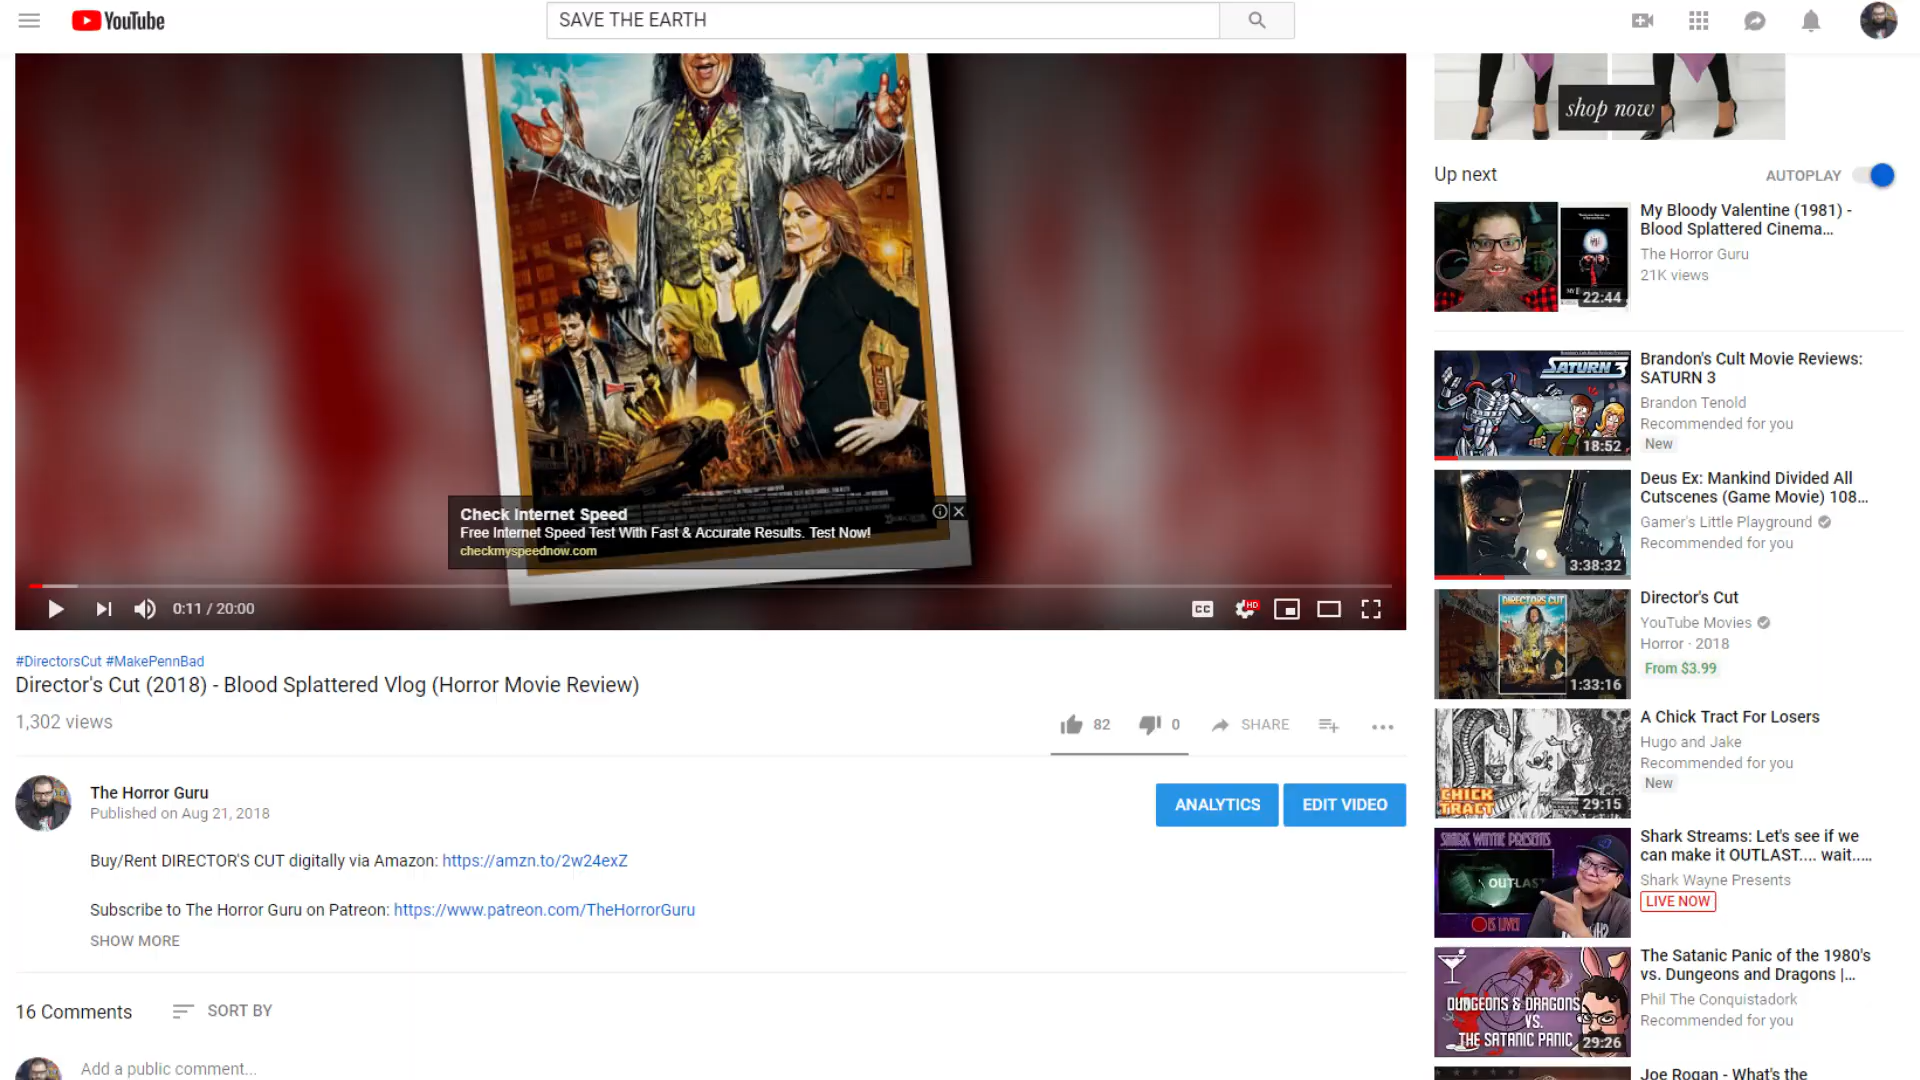 YouTube
SAVE THE EARTH
shop now
Check Internet Speed
Free Internet Speed Test With Fast & Accurate Results. Test Now!
checkmyspeednow.com
0:11 / 20:00
CC
HD
#DirectorsCut #MakePennBad
Director's Cut (2018) - Blood Splattered Vlog (Horror Movie Review)
1,302 views
82
0
SHARE
The Horror Guru
Published on Aug 21, 2018
ANALYTICS
EDIT VIDEO
Buy/Rent DIRECTOR'S CUT digitally via Amazon: https://amzn.to/2w24exZ
Subscribe to The Horror Guru on Patreon: https://www.patreon.com/TheHorrorGuru
SHOW MORE
16 Comments
SORT BY
Add a public comment...
Up next
AUTOPLAY
22:44
My Bloody Valentine (1981) -
Blood Splattered Cinema...
The Horror Guru
21K views
SATURN 3
18:52
Brandon's Cult Movie Reviews:
SATURN 3
Brandon Tenold
Recommended for you
New
3:38:32
Deus Ex: Mankind Divided All
Cutscenes (Game Movie) 108...
Gamer's Little Playground
Recommended for you
DIRECTOR'S CUT
1:33:16
Director's Cut
YouTube Movies
Horror · 2018
From $3.99
CHICK
TRACT
29:15
A Chick Tract For Losers
Hugo and Jake
Recommended for you
New
SHARK WAYNE PRESENTS
OUTLAST
IS LIVE!
Shark Streams: Let's see if we
can make it OUTLAST.... wait.....
Shark Wayne Presents
LIVE NOW
DUNGEONS & DRAGONS
VS.
THE SATANIC PANIC
29:26
The Satanic Panic of the 1980's
vs. Dungeons and Dragons |...
Phil The Conquistadork
Recommended for you
Joe Rogan - What's the